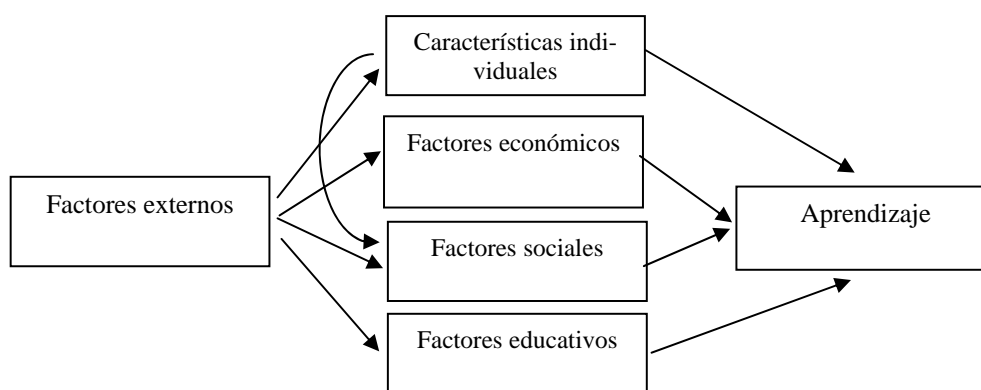 Características indi-
viduales
Factores económicos
Factores externos
Aprendizaje
Factores sociales
Factores educativos